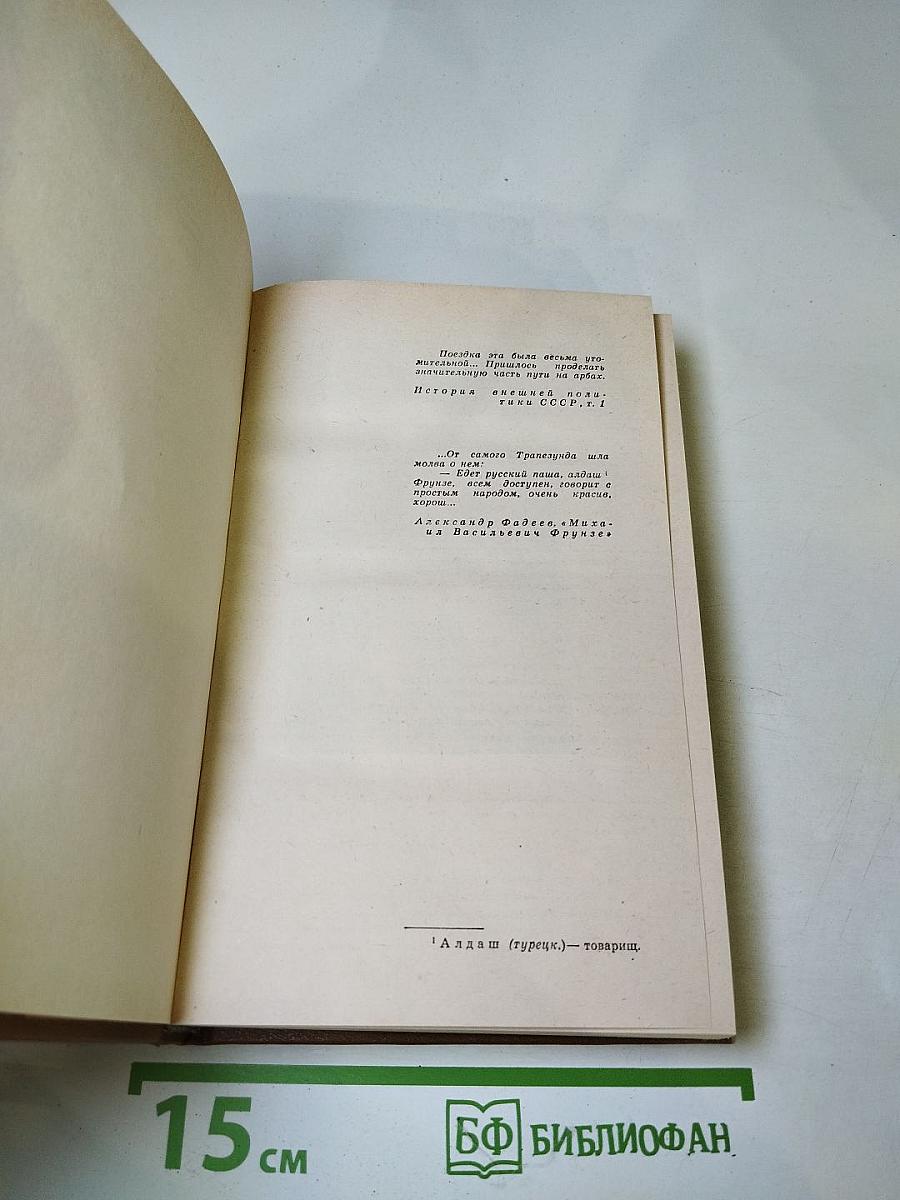 Поездка эта была весьма уто-
мительной... Пришлось проделать
значительную часть пути на арбах.
История внешней поли-
тики СССР, т. 1
...От самого Трапезунда шла
молва о нем:
— Едет русский паша, алдаш¹
Фрунзе, всем доступен, говорит с
простым народом, очень красив,
хорош...
Александр Фадеев, «Миха-
ил Васильевич Фрунзе»
¹ Алдаш (турецк.) — товарищ.
15 см
БФ БИБЛИОФАН